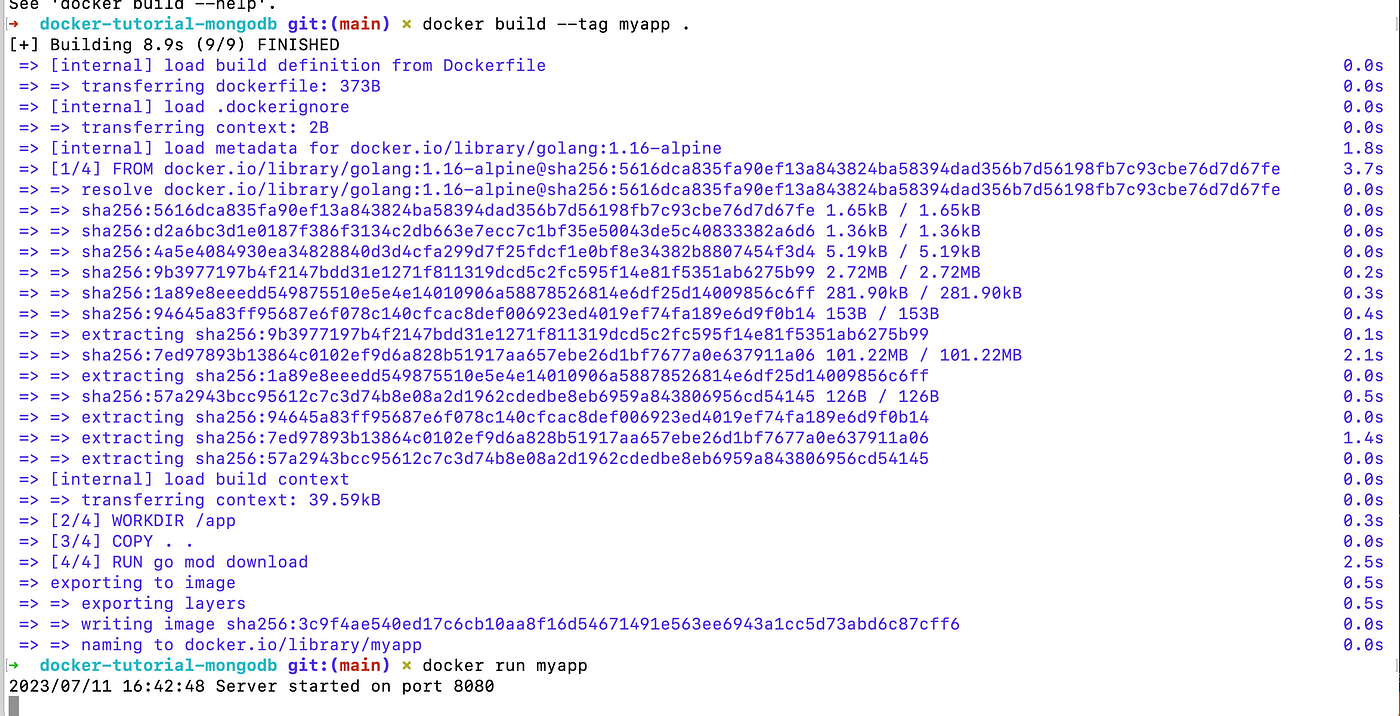 See 'docker build --help'.
→ docker-tutorial-mongodb git:(main) × docker build --tag myapp .
[+] Building 8.9s (9/9) FINISHED
=> [internal] load build definition from Dockerfile 0.0s
=> => transferring dockerfile: 373B 0.0s
=> [internal] load .dockerignore 0.0s
=> => transferring context: 2B 0.0s
=> [internal] load metadata for docker.io/library/golang:1.16-alpine 1.8s
=> [1/4] FROM docker.io/library/golang:1.16-alpine@sha256:5616dca835fa90ef13a843824ba58394dad356b7d56198fb7c93cbe76d7d67fe 3.7s
=> => resolve docker.io/library/golang:1.16-alpine@sha256:5616dca835fa90ef13a843824ba58394dad356b7d56198fb7c93cbe76d7d67fe 0.0s
=> => sha256:5616dca835fa90ef13a843824ba58394dad356b7d56198fb7c93cbe76d7d67fe 1.65kB / 1.65kB 0.0s
=> => sha256:d2a6bc3d1e0187f386f3134c2db663e7ecc7c1bf35e50043de5c40833382a6d6 1.36kB / 1.36kB 0.0s
=> => sha256:4a5e4084930ea34828840d3d4cfa299d7f25fdcf1e0bf8e34382b8807454f3d4 5.19kB / 5.19kB 0.0s
=> => sha256:9b3977197b4f2147bdd31e1271f811319dcd5c2fc595f14e81f5351ab6275b99 2.72MB / 2.72MB 0.2s
=> => sha256:1a89e8eeedd549875510e5e4e14010906a58878526814e6df25d14009856c6ff 281.90kB / 281.90kB 0.3s
=> => sha256:94645a83ff95687e6f078c140cfcac8def006923ed4019ef74fa189e6d9f0b14 153B / 153B 0.4s
=> => extracting sha256:9b3977197b4f2147bdd31e1271f811319dcd5c2fc595f14e81f5351ab6275b99 0.1s
=> => sha256:7ed97893b13864c0102ef9d6a828b51917aa657ebe26d1bf7677a0e637911a06 101.22MB / 101.22MB 2.1s
=> => extracting sha256:1a89e8eeedd549875510e5e4e14010906a58878526814e6df25d14009856c6ff 0.0s
=> => sha256:57a2943bcc95612c7c3d74b8e08a2d1962cdedbe8eb6959a843806956cd54145 126B / 126B 0.5s
=> => extracting sha256:94645a83ff95687e6f078c140cfcac8def006923ed4019ef74fa189e6d9f0b14 0.0s
=> => extracting sha256:7ed97893b13864c0102ef9d6a828b51917aa657ebe26d1bf7677a0e637911a06 1.4s
=> => extracting sha256:57a2943bcc95612c7c3d74b8e08a2d1962cdedbe8eb6959a843806956cd54145 0.0s
=> [internal] load build context 0.0s
=> => transferring context: 39.59kB 0.0s
=> [2/4] WORKDIR /app 0.3s
=> [3/4] COPY . . 0.0s
=> [4/4] RUN go mod download 2.5s
=> exporting to image 0.5s
=> => exporting layers 0.5s
=> => writing image sha256:3c9f4ae540ed17c6cb10aa8f16d54671491e563ee6943a1cc5d73abd6c87cff6 0.0s
=> => naming to docker.io/library/myapp 0.0s
→ docker-tutorial-mongodb git:(main) × docker run myapp
2023/07/11 16:42:48 Server started on port 8080